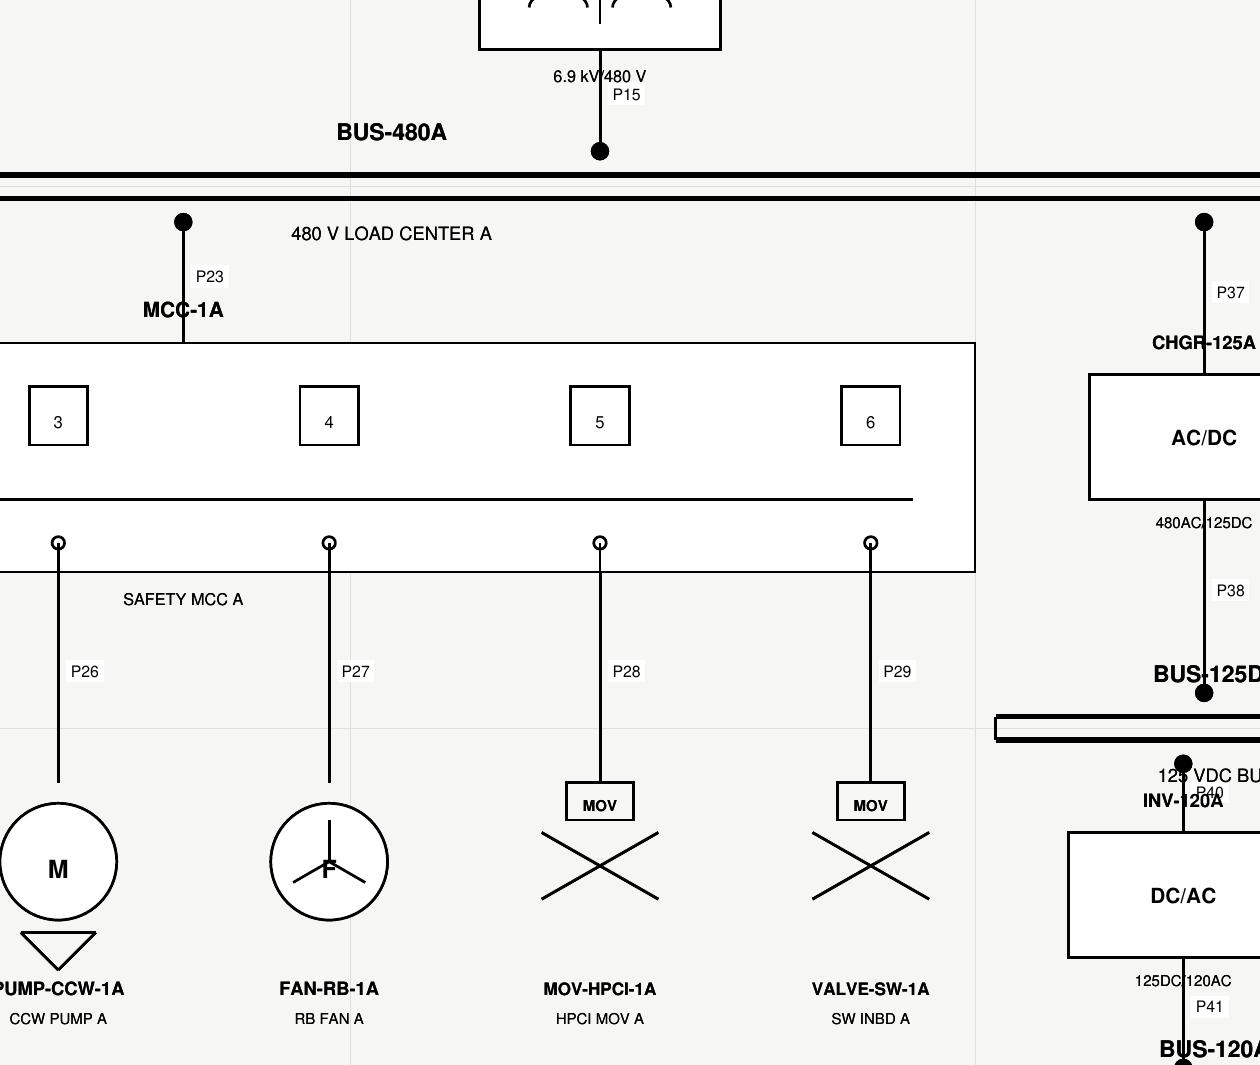 6.9 kV/480 V
P15
BUS-480A
480 V LOAD CENTER A
P23
P37
MCC-1A
CHGR-125A
3
4
5
6
AC/DC
480AC/125DC
P38
SAFETY MCC A
P26
P27
P28
P29
BUS-125D
125 VDC BU
P40
INV-120A
MOV
MOV
M
F
DC/AC
125DC/120AC
PUMP-CCW-1A
FAN-RB-1A
MOV-HPCI-1A
VALVE-SW-1A
P41
CCW PUMP A
RB FAN A
HPCI MOV A
SW INBD A
BUS-120A